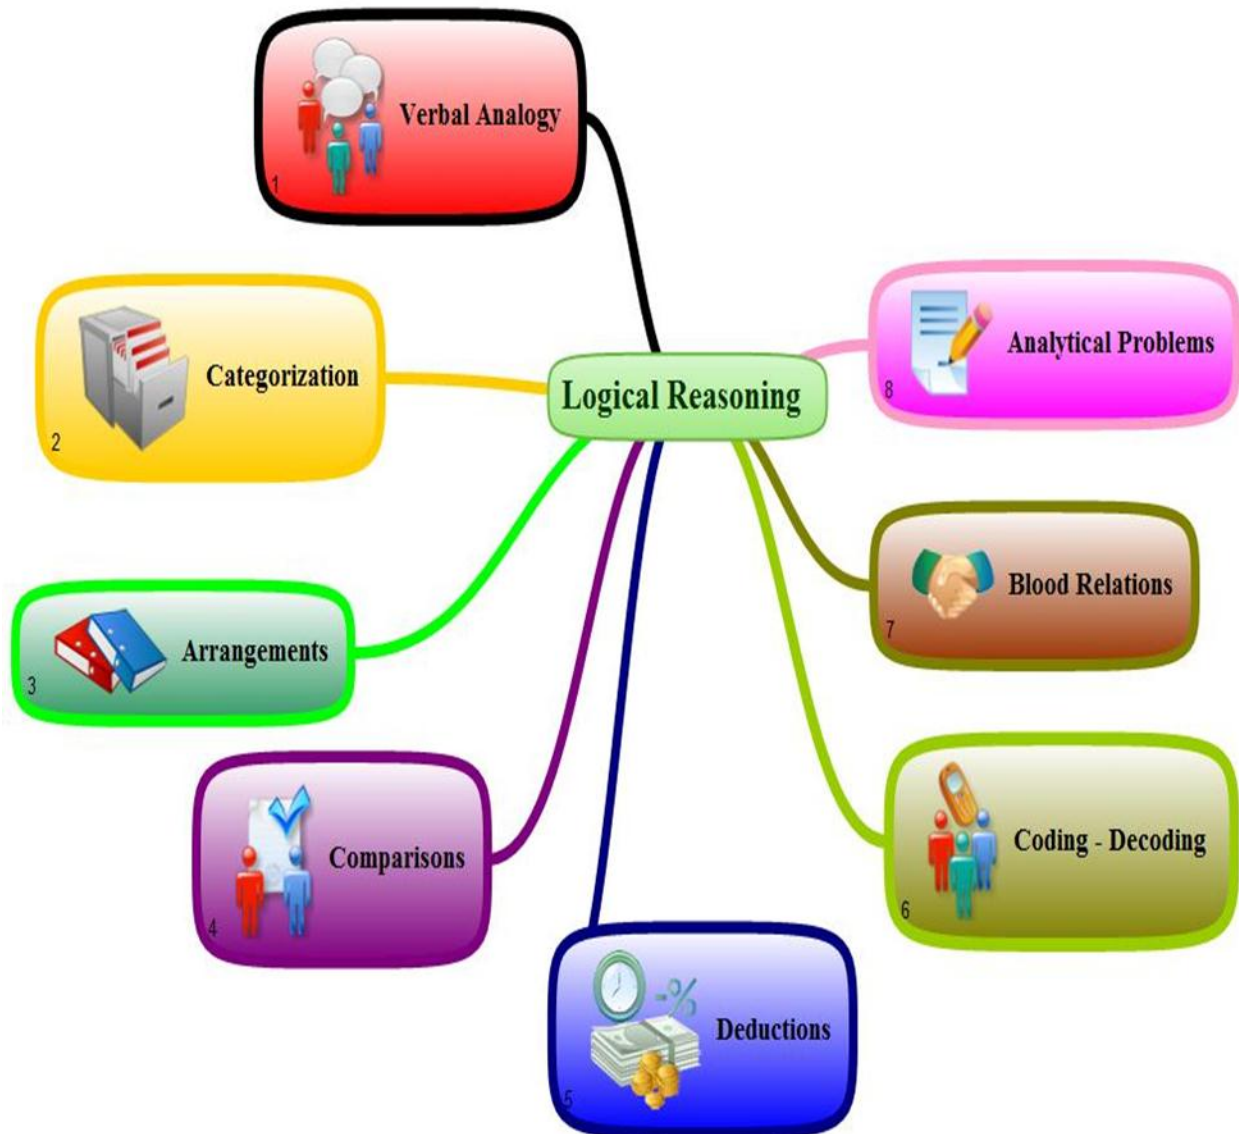 Verbal Analogy
1
Categorization
2
Logical Reasoning
Analytical Problems
8
Arrangements
3
Blood Relations
7
Comparisons
4
Coding - Decoding
6
Deductions
5
-%